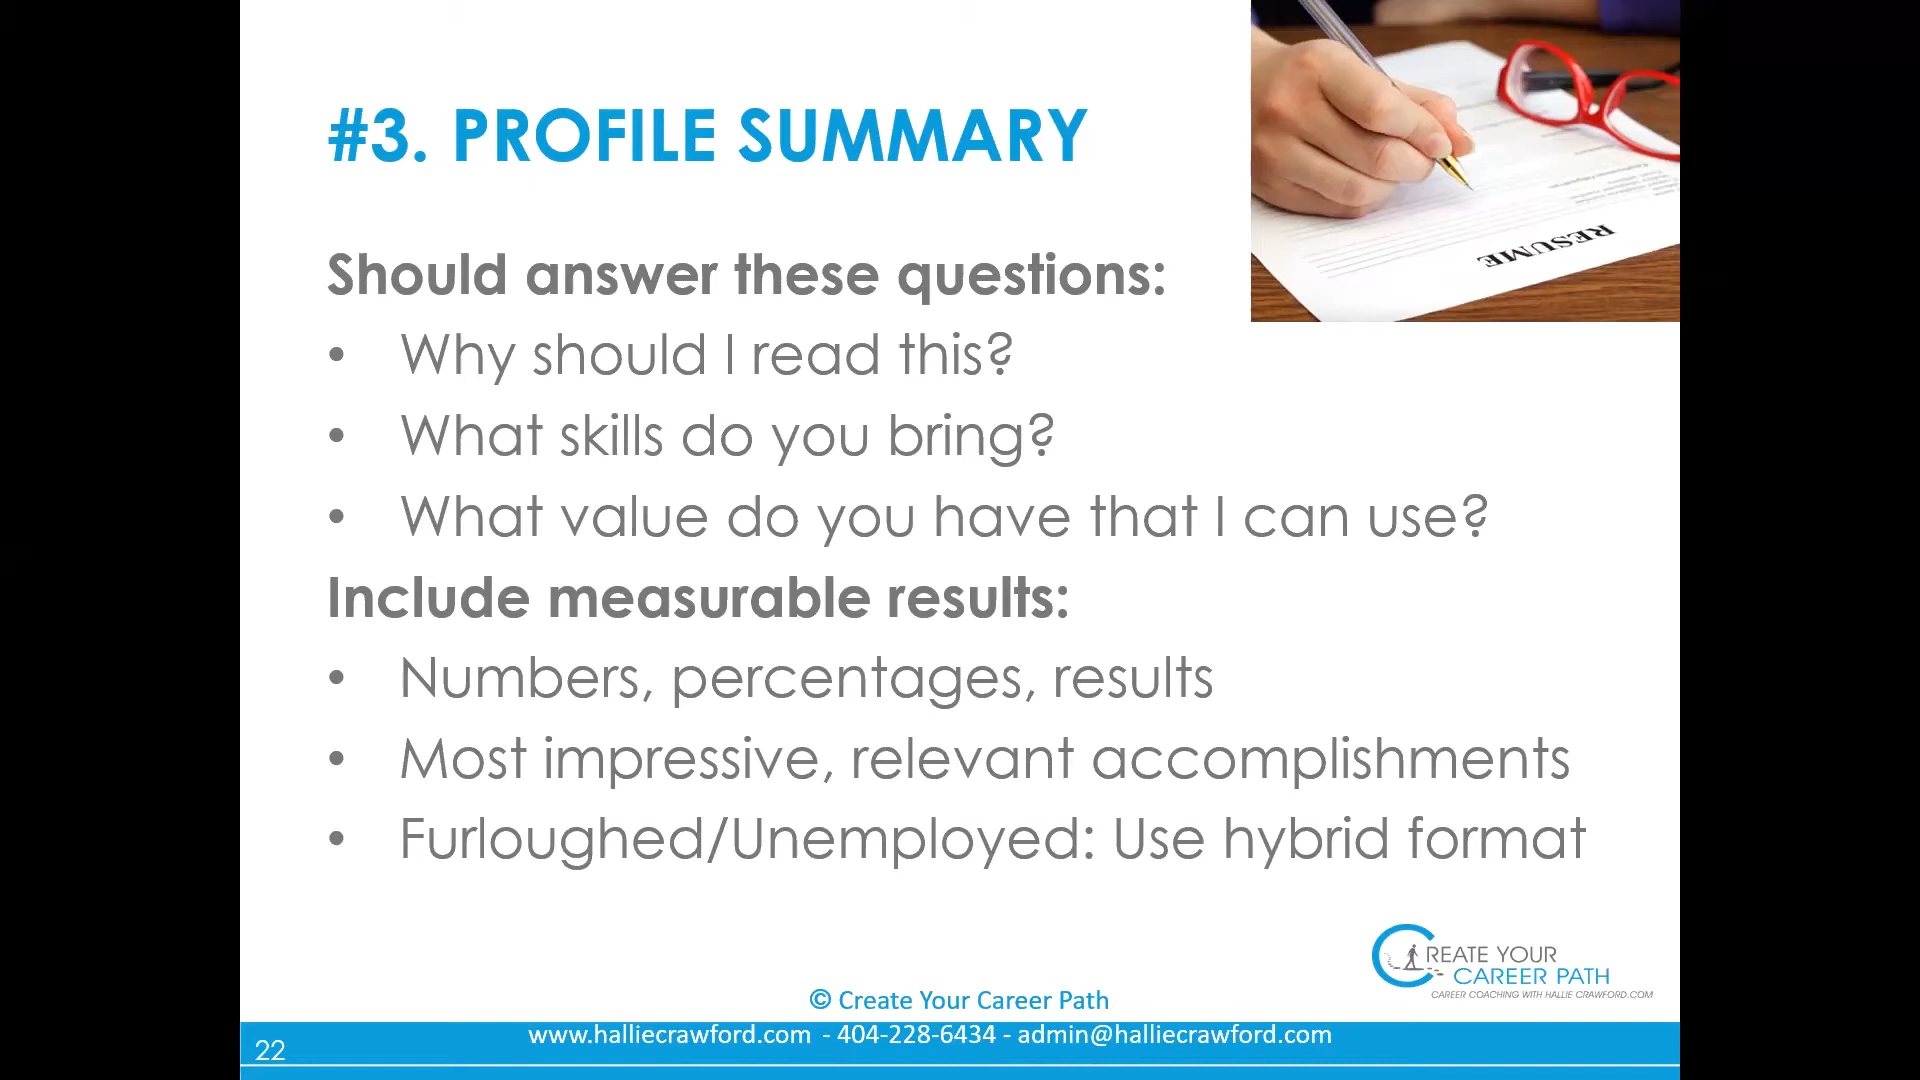 #3. PROFILE SUMMARY
RESUME
Should answer these questions:
• Why should I read this?
• What skills do you bring?
• What value do you have that I can use?
Include measurable results:
• Numbers, percentages, results
• Most impressive, relevant accomplishments
• Furloughed/Unemployed: Use hybrid format
CREATE YOUR
CAREER PATH
CAREER COACHING WITH HALLIE CRAWFORD.COM
© Create Your Career Path
www.halliecrawford.com - 404-228-6434 - admin@halliecrawford.com
22